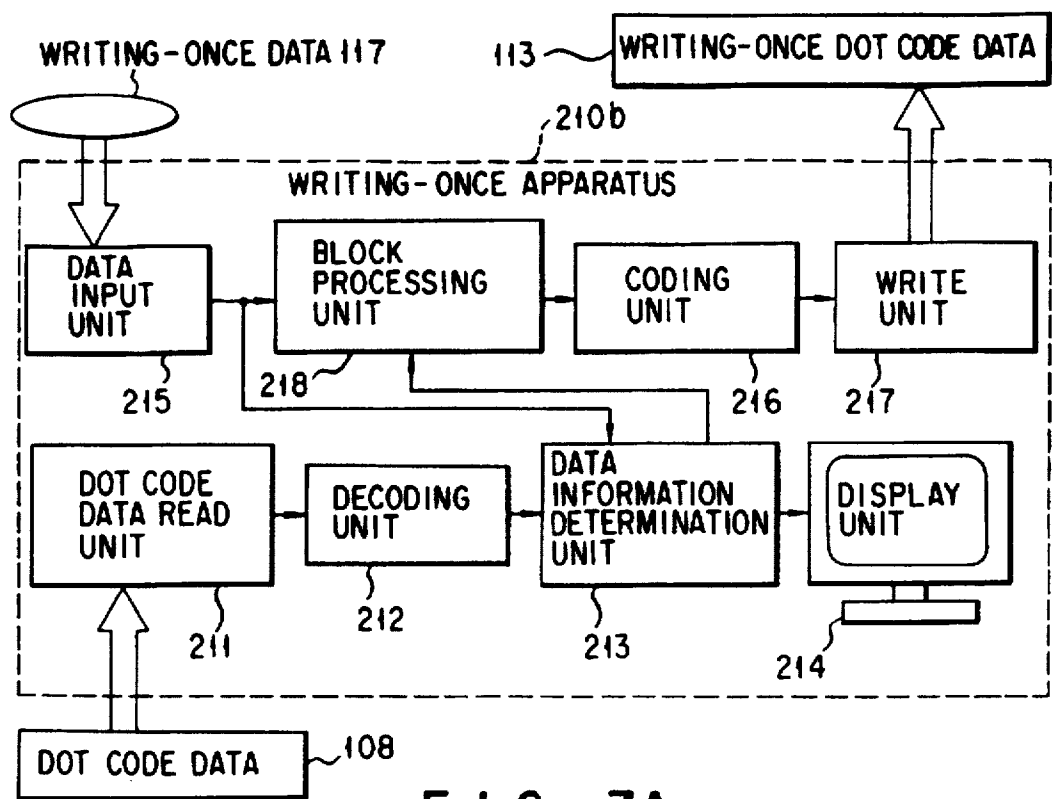 WRITING-ONCE DATA 117
113
WRITING-ONCE DOT CODE DATA
210b
WRITING-ONCE APPARATUS
DATA
INPUT
UNIT
BLOCK
PROCESSING
UNIT
CODING
UNIT
WRITE
UNIT
215
218
216
217
DOT CODE
DATA READ
UNIT
DECODING
UNIT
DATA
INFORMATION
DETERMINATION
UNIT
DISPLAY
UNIT
211
212
213
214
DOT CODE DATA
108
FIG. 7A